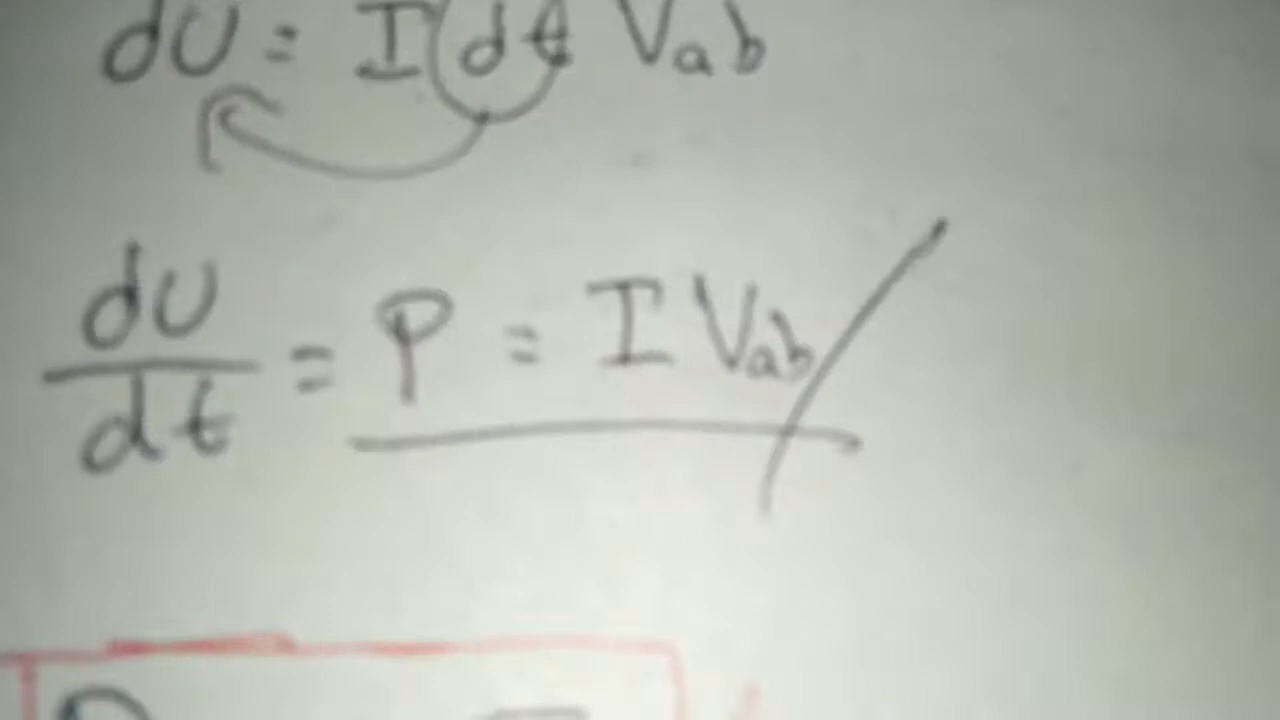 dU = I dt Vab
dU/dt = P = I Vab